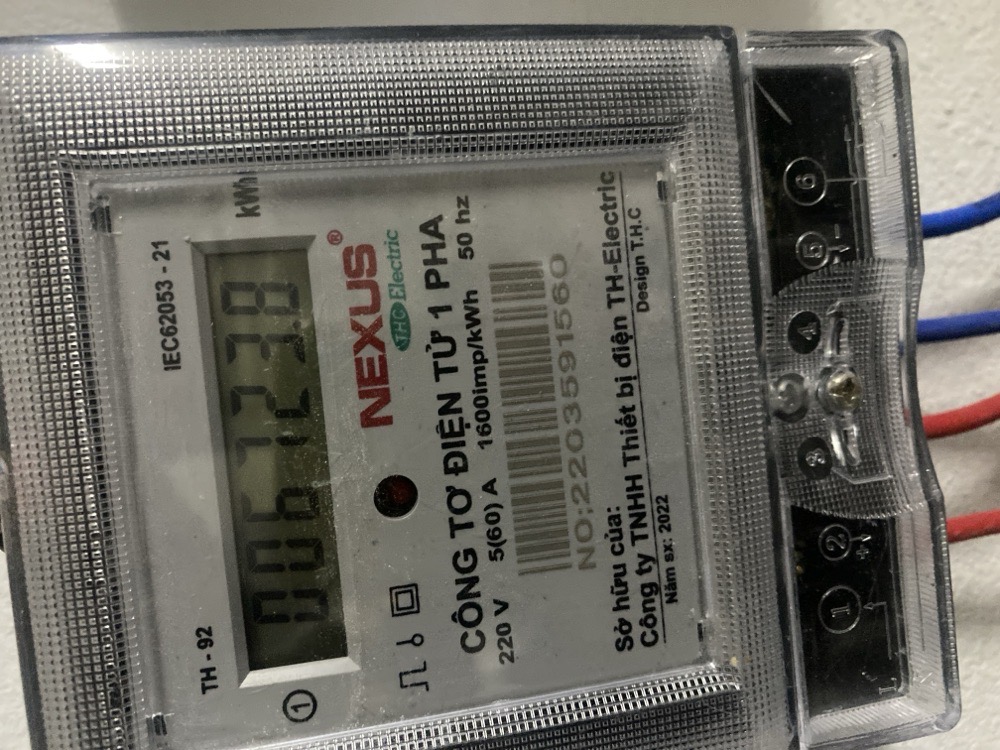 TH - 92
IEC62053 - 21
1
006123.8
kWh
NEXUS®
THC Electric
CÔNG TƠ ĐIỆN TỬ 1 PHA
220 V 5(60) A 1600imp/kWh 50 hz
NO:2203591560
Sở hữu của:
Công ty TNHH Thiết bị điện TH-Electric
Năm sx: 2022
Design T.H.C
1 2 3 4 5 6